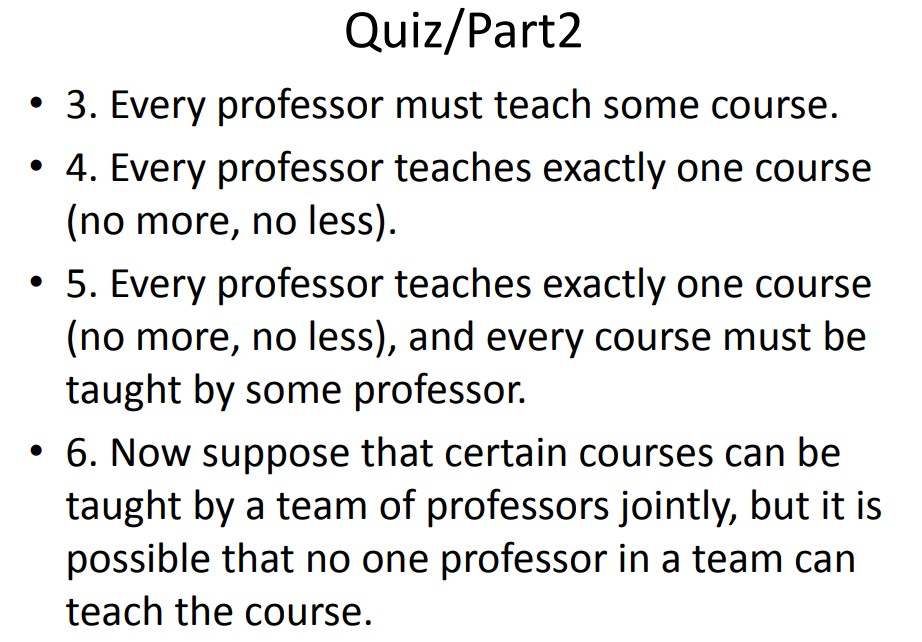 Quiz/Part2
• 3. Every professor must teach some course.
• 4. Every professor teaches exactly one course
(no more, no less).
• 5. Every professor teaches exactly one course
(no more, no less), and every course must be
taught by some professor.
• 6. Now suppose that certain courses can be
taught by a team of professors jointly, but it is
possible that no one professor in a team can
teach the course.